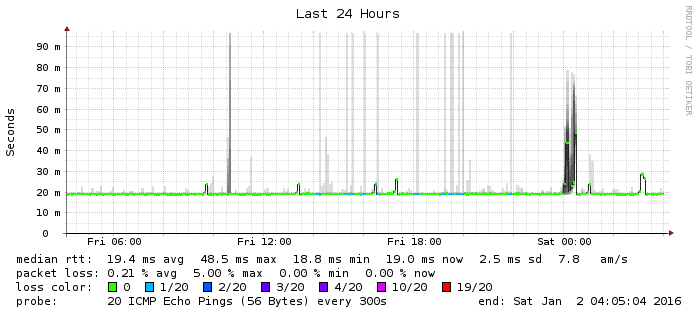 Last 24 Hours
RRDTOOL / TOBI OETIKER
Seconds
90 m
80 m
70 m
60 m
50 m
40 m
30 m
20 m
10 m
0
Fri 06:00 Fri 12:00 Fri 18:00 Sat 00:00
median rtt: 19.4 ms avg 48.5 ms max 18.8 ms min 19.0 ms now 2.5 ms sd 7.8 am/s
packet loss: 0.21 % avg 5.00 % max 0.00 % min 0.00 % now
loss color: 0 1/20 2/20 3/20 4/20 10/20 19/20
probe: 20 ICMP Echo Pings (56 Bytes) every 300s end: Sat Jan 2 04:05:04 2016